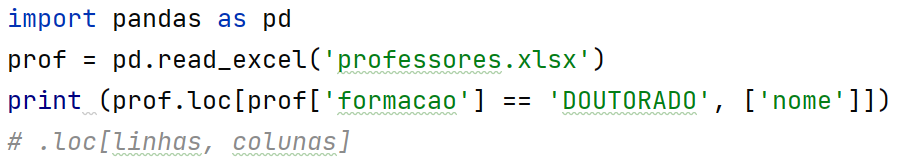 import pandas as pd
prof = pd.read_excel('professores.xlsx')
print (prof.loc[prof['formacao'] == 'DOUTORADO', ['nome']])
# .loc[linhas, colunas]